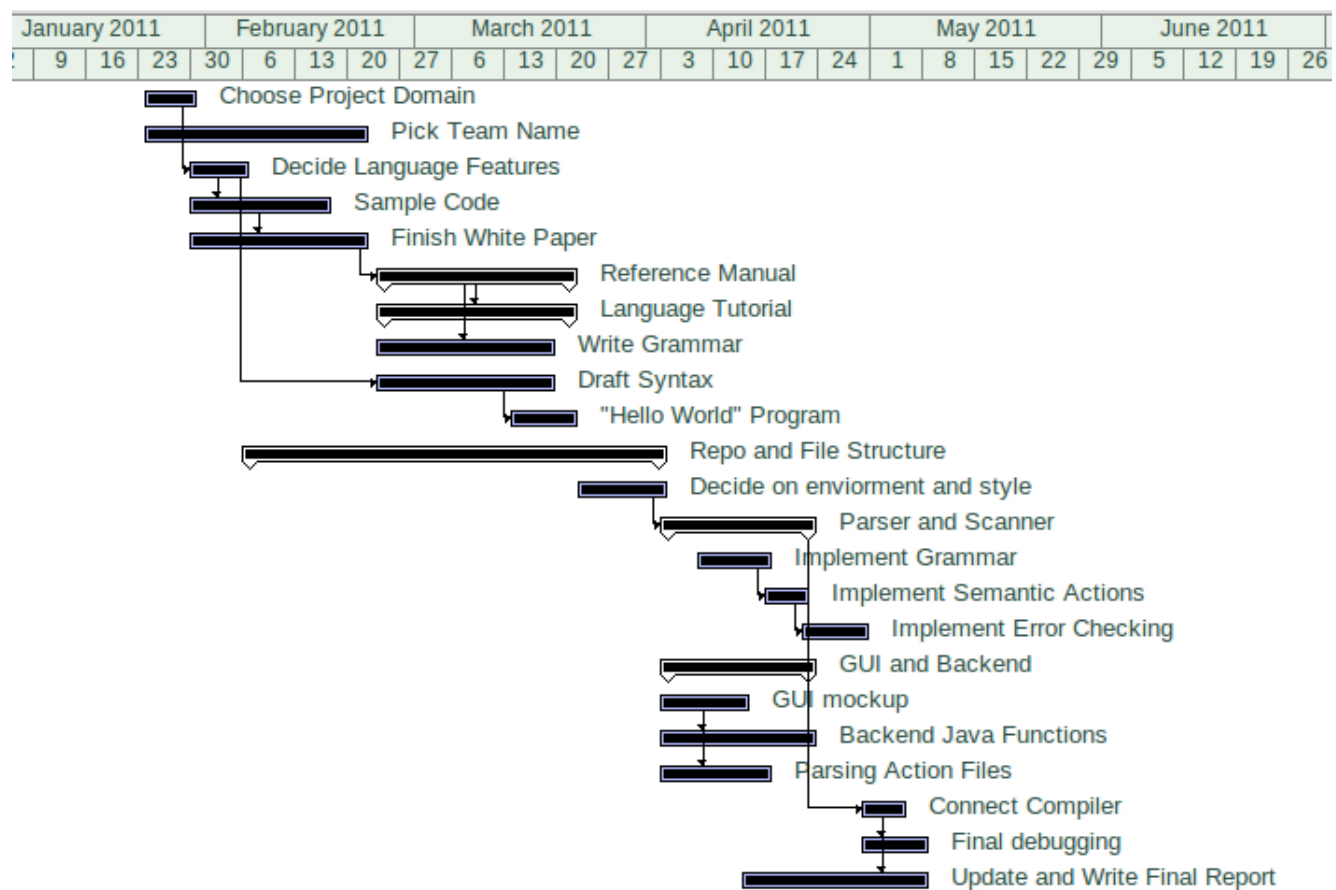 January 2011 February 2011 March 2011 April 2011 May 2011 June 2011
9 16 23 30 6 13 20 27 6 13 20 27 3 10 17 24 1 8 15 22 29 5 12 19 26
Choose Project Domain
Pick Team Name
Decide Language Features
Sample Code
Finish White Paper
Reference Manual
Language Tutorial
Write Grammar
Draft Syntax
"Hello World" Program
Repo and File Structure
Decide on enviorment and style
Parser and Scanner
Implement Grammar
Implement Semantic Actions
Implement Error Checking
GUI and Backend
GUI mockup
Backend Java Functions
Parsing Action Files
Connect Compiler
Final debugging
Update and Write Final Report